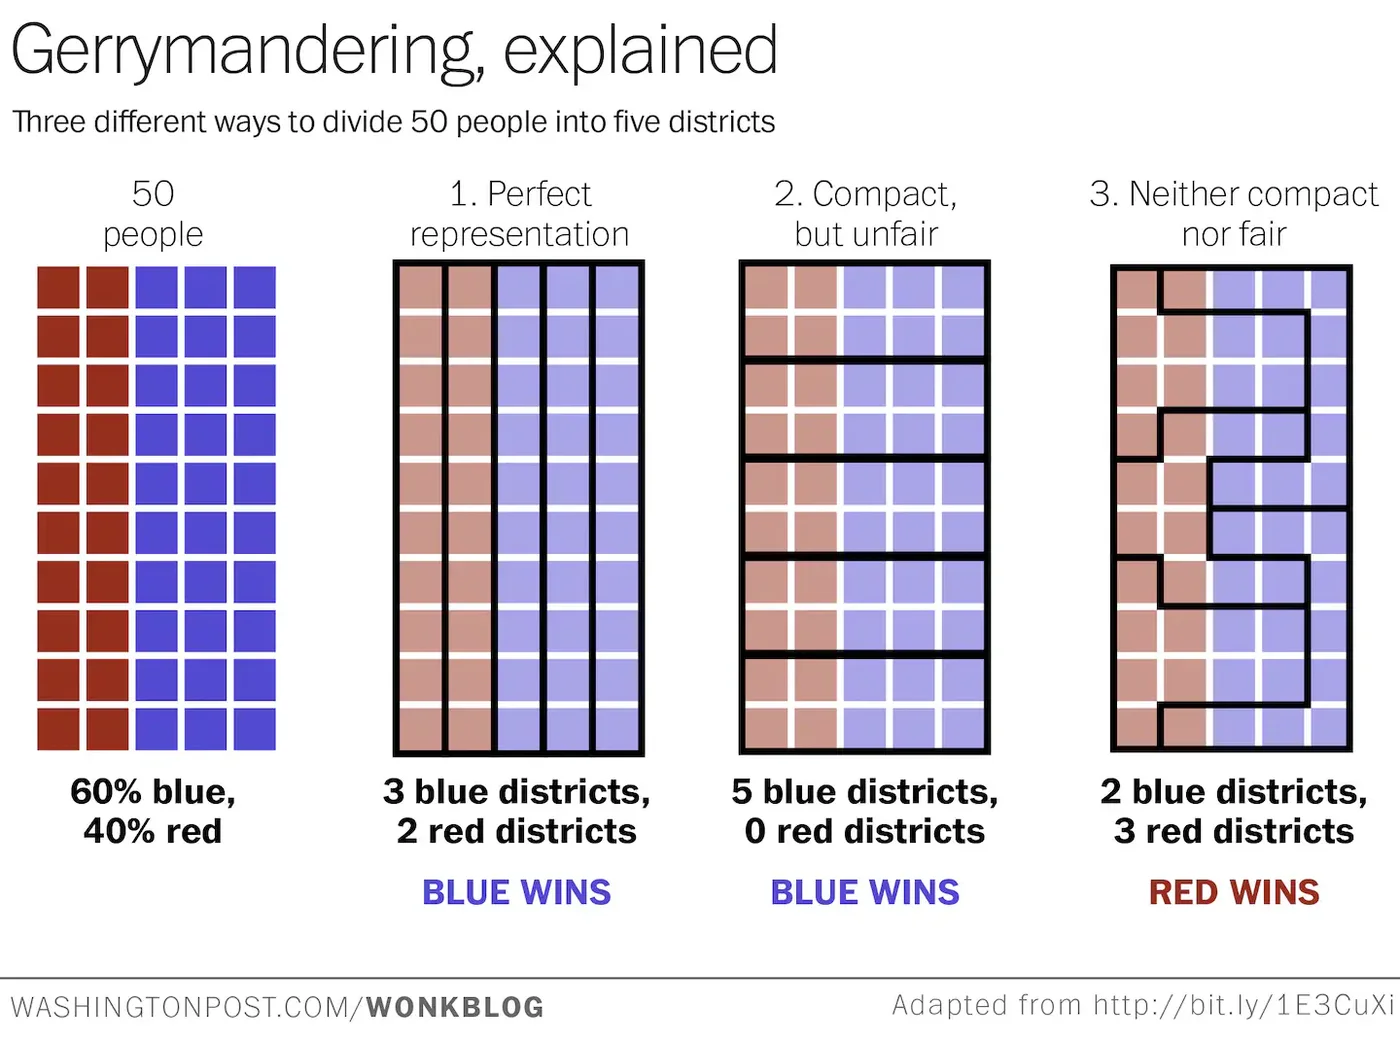 Gerrymandering, explained
Three different ways to divide 50 people into five districts
50
people
1. Perfect
representation
2. Compact,
but unfair
3. Neither compact
nor fair
60% blue,
40% red
3 blue districts,
2 red districts
5 blue districts,
0 red districts
2 blue districts,
3 red districts
BLUE WINS
BLUE WINS
RED WINS
WASHINGTONPOST.COM/WONKBLOG
Adapted from http://bit.ly/1E3CuXi